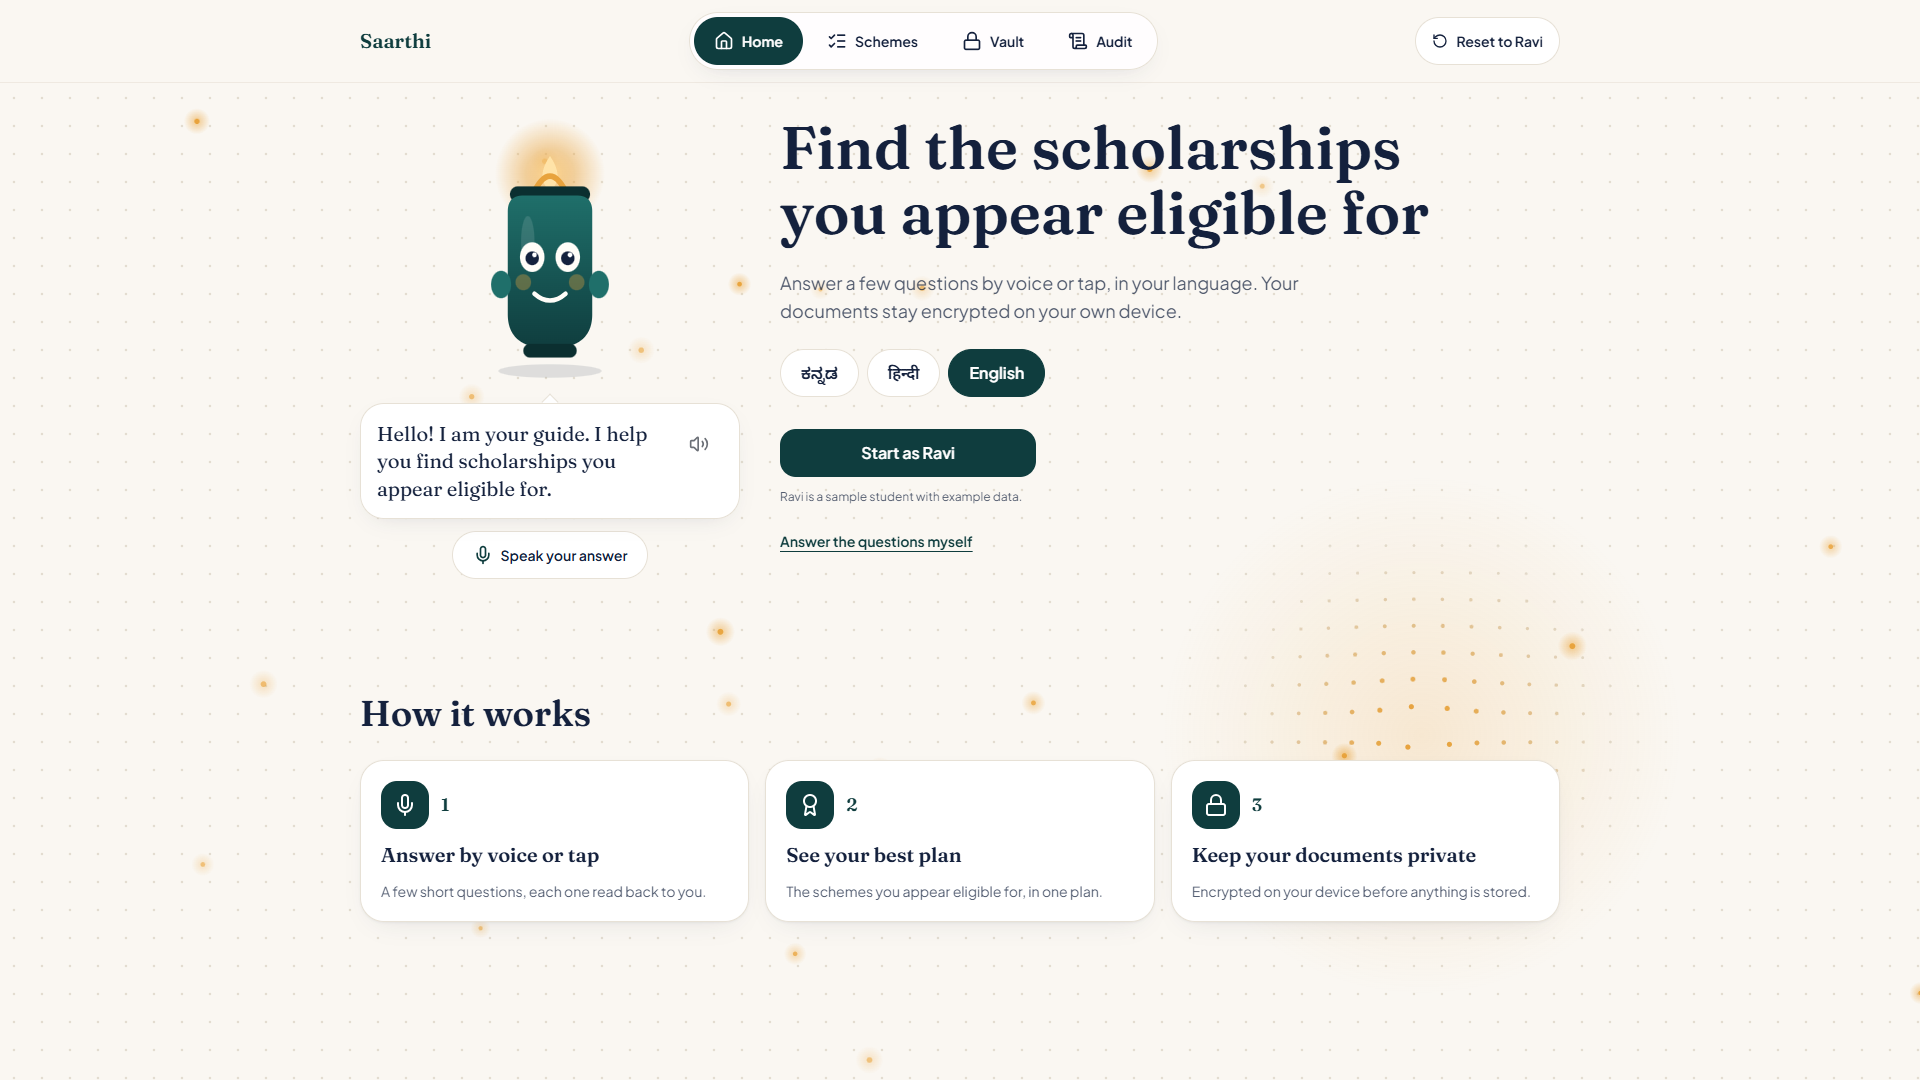 Saarthi
Home
Schemes
Vault
Audit
Reset to Ravi
Find the scholarships
you appear eligible for
Answer a few questions by voice or tap, in your language. Your
documents stay encrypted on your own device.
ಕನ್ನಡ
हिन्दी
English
Hello! I am your guide. I help
you find scholarships you
appear eligible for.
Speak your answer
Start as Ravi
Ravi is a sample student with example data.
Answer the questions myself
How it works
1
Answer by voice or tap
A few short questions, each one read back to you.
2
See your best plan
The schemes you appear eligible for, in one plan.
3
Keep your documents private
Encrypted on your device before anything is stored.